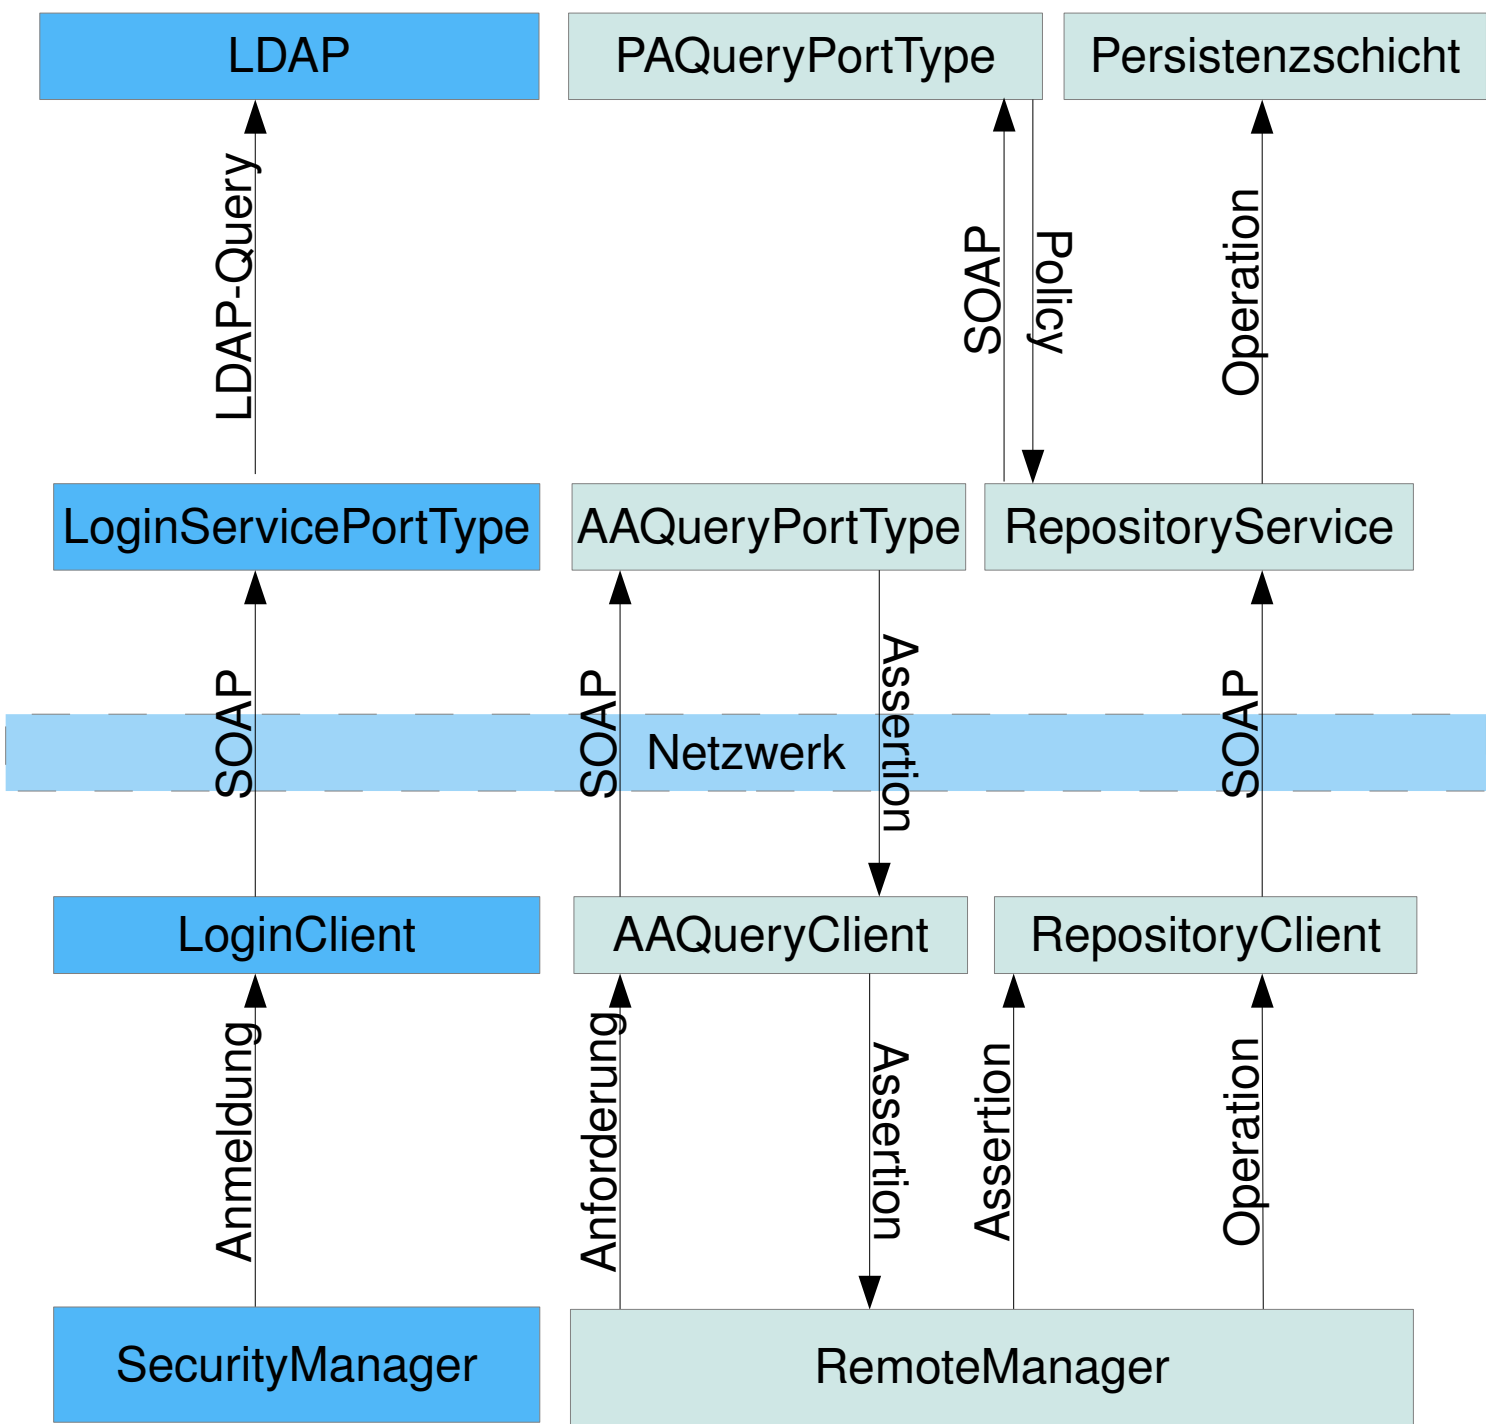 LDAP
PAQueryPortType
Persistenzschicht
LDAP-Query
SOAP
Policy
Operation
LoginServicePortType
AAQueryPortType
RepositoryService
SOAP
SOAP
Assertion
SOAP
Netzwerk
LoginClient
AAQueryClient
RepositoryClient
Anmeldung
Anforderung
Assertion
Assertion
Operation
SecurityManager
RemoteManager